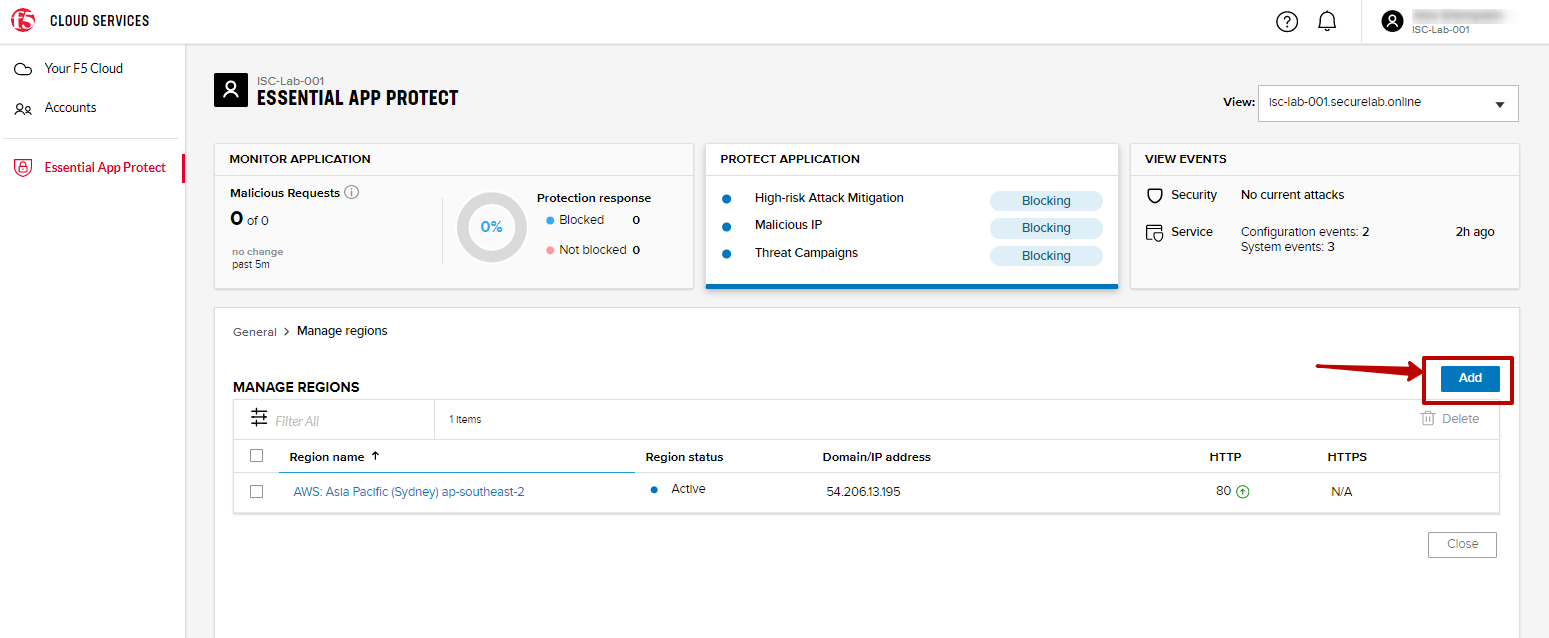 f5 CLOUD SERVICES
ISC-Lab-001
Your F5 Cloud
Accounts
Essential App Protect
ISC-Lab-001
ESSENTIAL APP PROTECT
View: isc-lab-001.securelab.online
MONITOR APPLICATION
Malicious Requests
0 of 0
no change
past 5m
0%
Protection response
Blocked 0
Not blocked 0
PROTECT APPLICATION
High-risk Attack Mitigation Blocking
Malicious IP Blocking
Threat Campaigns Blocking
VIEW EVENTS
Security No current attacks
Service Configuration events: 2 2h ago
System events: 3
General > Manage regions
Add
MANAGE REGIONS
Filter All 1 Items Delete
Region name ↑ Region status Domain/IP address HTTP HTTPS
AWS: Asia Pacific (Sydney) ap-southeast-2 Active 54.206.13.195 80 N/A
Close